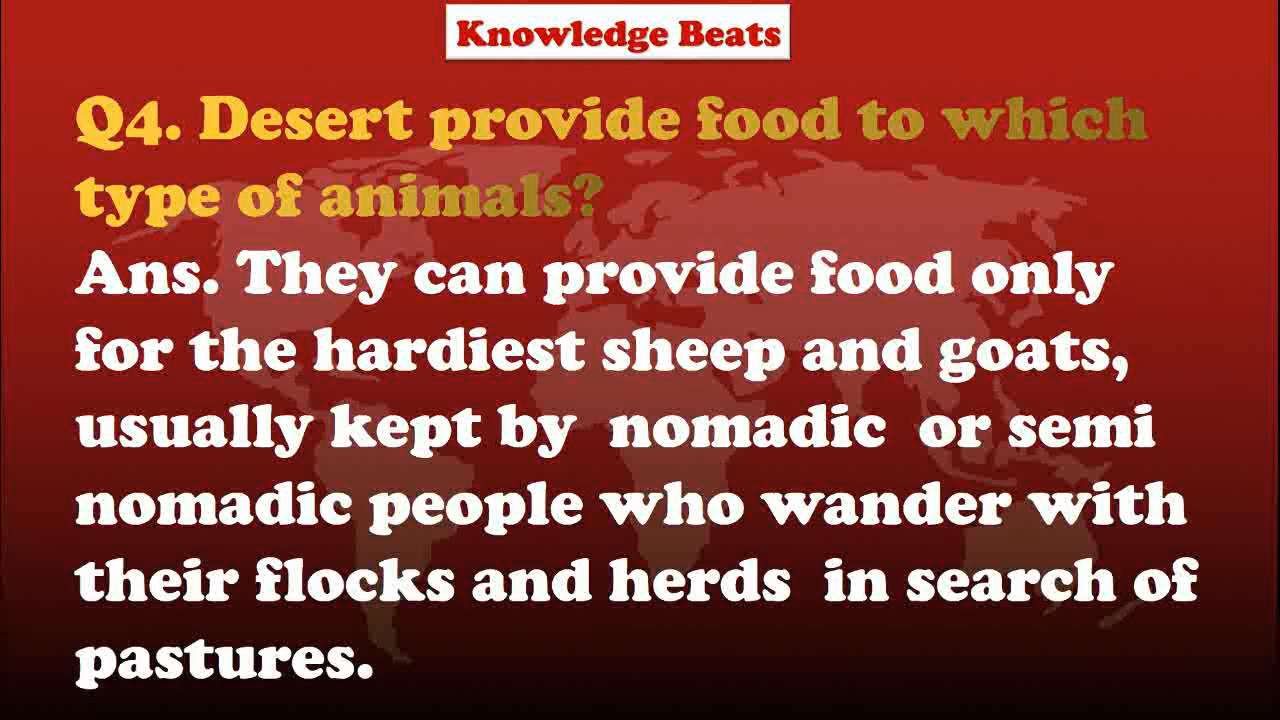 Knowledge Beats
Q4. Desert provide food to which
type of animals?
Ans. They can provide food only
for the hardiest sheep and goats,
usually kept by nomadic or semi
nomadic people who wander with
their flocks and herds in search of
pastures.